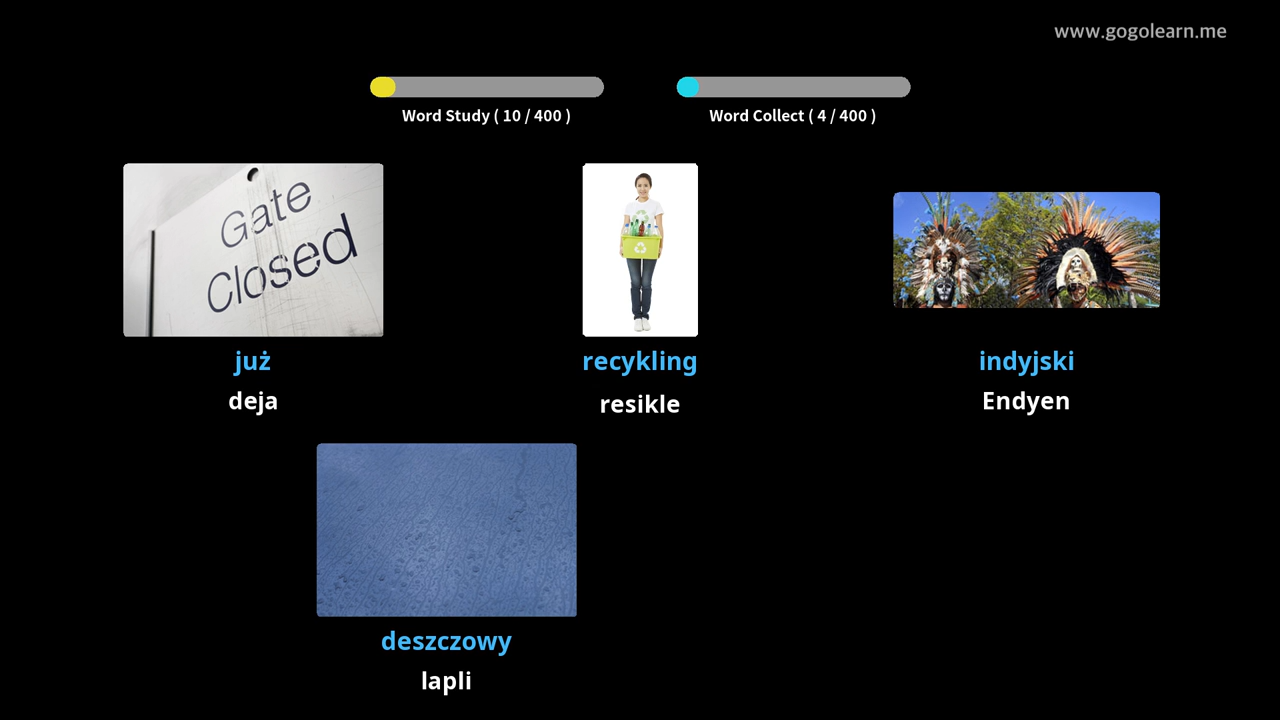 www.gogolearn.me
Word Study ( 10 / 400 )
Word Collect ( 4 / 400 )
Gate
Closed
już
deja
recykling
resikle
indyjski
Endyen
deszczowy
lapli